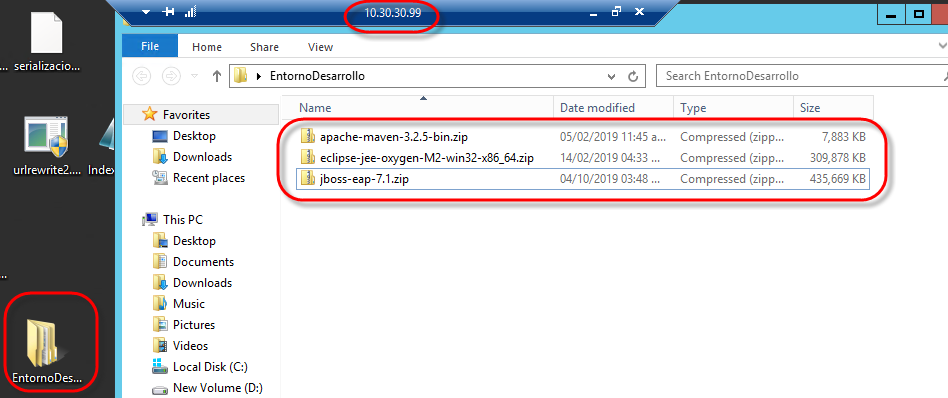 10.30.30.99
File Home Share View
EntornoDesarrollo
Search EntornoDesarrollo
Name Date modified Type Size
Favorites
Desktop
Downloads
Recent places
This PC
Desktop
Documents
Downloads
Music
Pictures
Videos
Local Disk (C:)
New Volume (D:)
apache-maven-3.2.5-bin.zip 05/02/2019 11:45 a... Compressed (zipp... 7,883 KB
eclipse-jee-oxygen-M2-win32-x86_64.zip 14/02/2019 04:33 ... Compressed (zipp... 309,878 KB
jboss-eap-7.1.zip 04/10/2019 03:48 ... Compressed (zipp... 435,669 KB
serializacio...
urlrewrite2....
Index
EntornoDes...